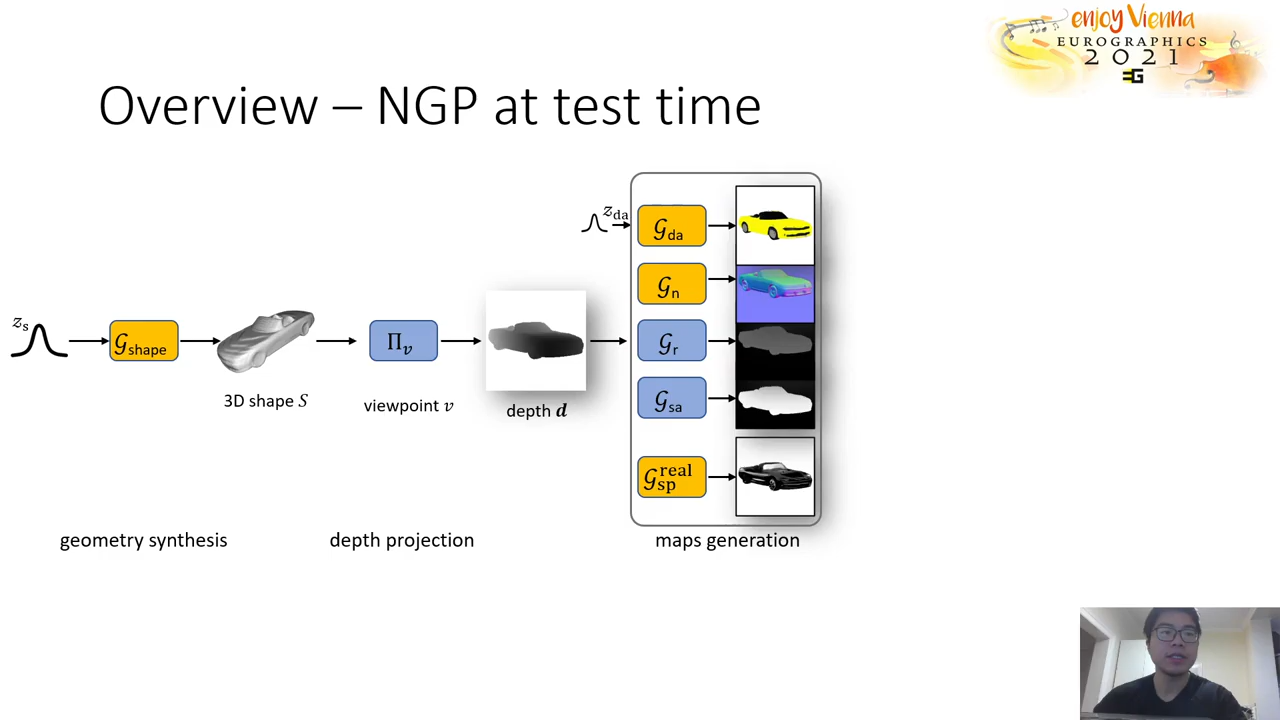 enjoy Vienna
EUROGRAPHICS
2021
EG
Overview – NGP at test time
z_s
𝒢_shape
3D shape S
Π_v
viewpoint v
depth d
z_da
𝒢_da
𝒢_n
𝒢_r
𝒢_sa
𝒢_sp^real
geometry synthesis
depth projection
maps generation